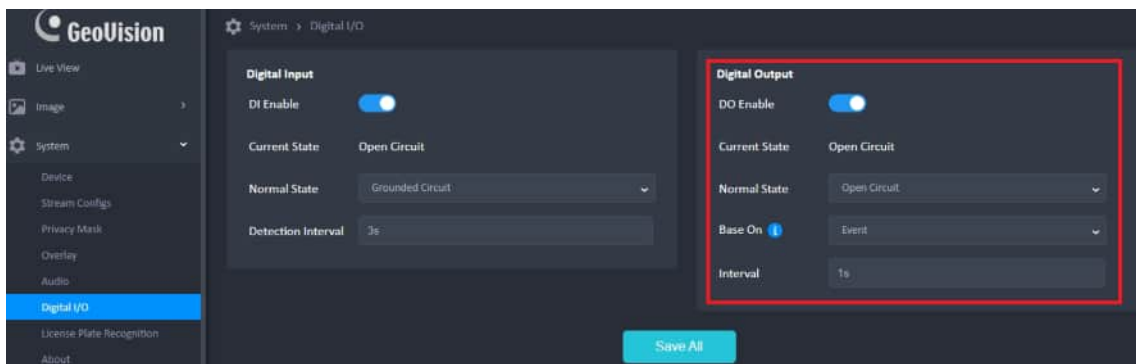 GeoVision
System > Digital I/O
Live View
Image
System
Device
Stream Configs
Privacy Mask
Overlay
Audio
Digital I/O
License Plate Recognition
About
Digital Input
DI Enable
Current State Open Circuit
Normal State Grounded Circuit
Detection Interval 3s
Digital Output
DO Enable
Current State Open Circuit
Normal State Open Circuit
Base On i Event
Interval 1s
Save All